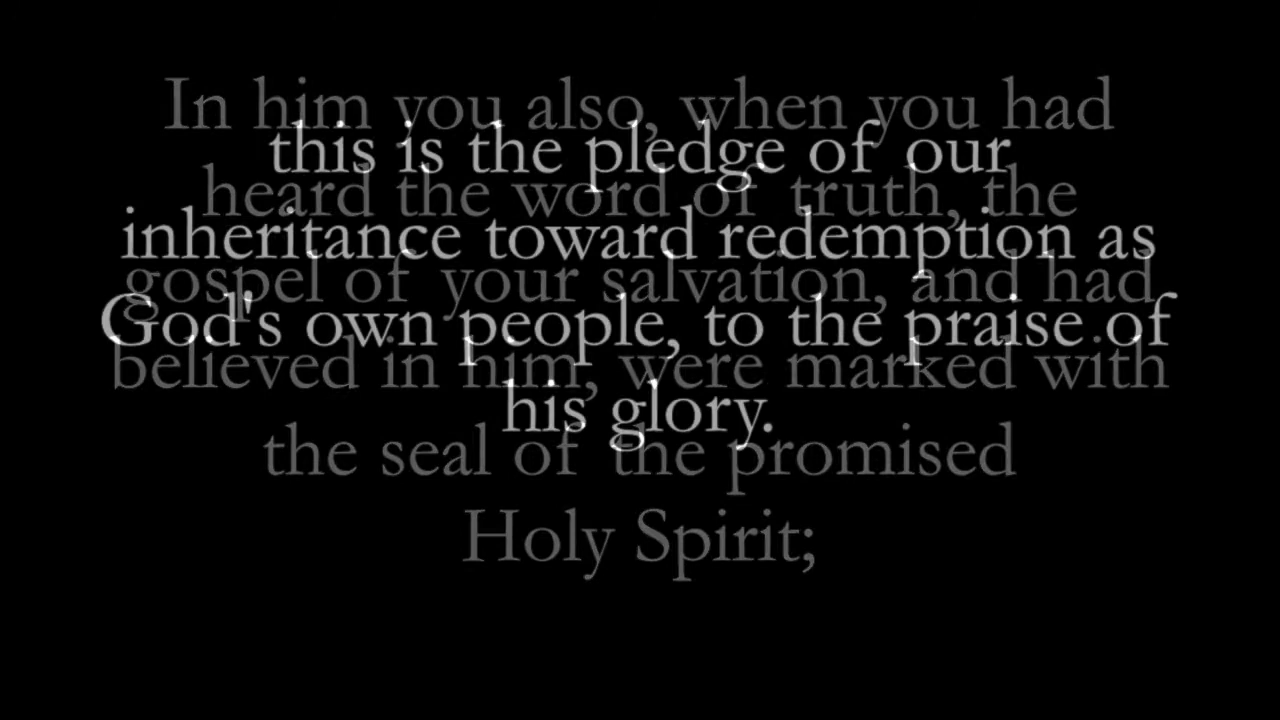 In him you also, when you had
heard the word of truth, the
gospel of your salvation, and had
believed in him, were marked with
the seal of the promised
Holy Spirit;
this is the pledge of our
inheritance toward redemption as
God's own people, to the praise of
his glory.